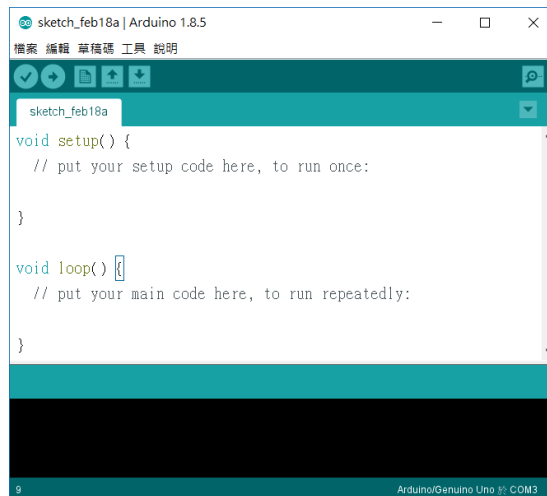 sketch_feb18a | Arduino 1.8.5
檔案 編輯 草稿碼 工具 說明
sketch_feb18a
void setup() {
// put your setup code here, to run once:
}
void loop() {
// put your main code here, to run repeatedly:
}
9 Arduino/Genuino Uno 於 COM3